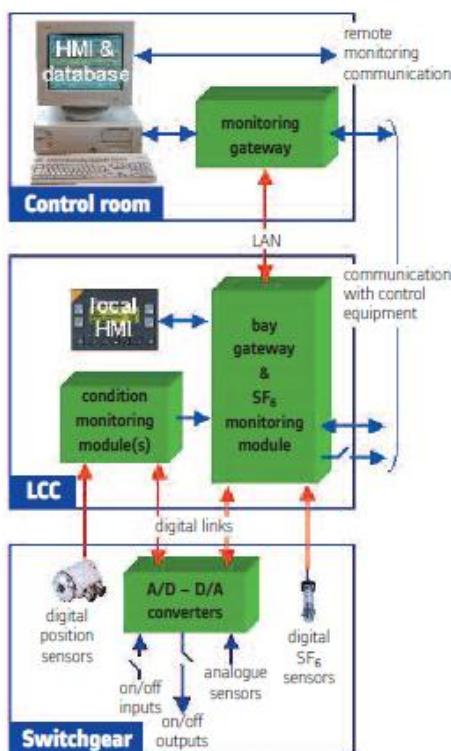 HMI &
database
remote
monitoring
communication
monitoring
gateway
Control room
LAN
communication
with control
equipment
local
HMI
bay
gateway
&
SF₆
monitoring
module
condition
monitoring
module(s)
LCC
digital links
digital
position
sensors
A/D – D/A
converters
digital
SF₆
sensors
on/off
inputs
on/off
outputs
analogue
sensors
Switchgear